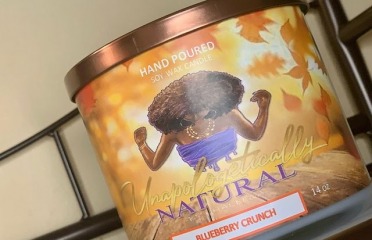 HAND POURED
SOY WAX CANDLE
Unapologetically
NATURAL
14 oz
BLUEBERRY CRUNCH